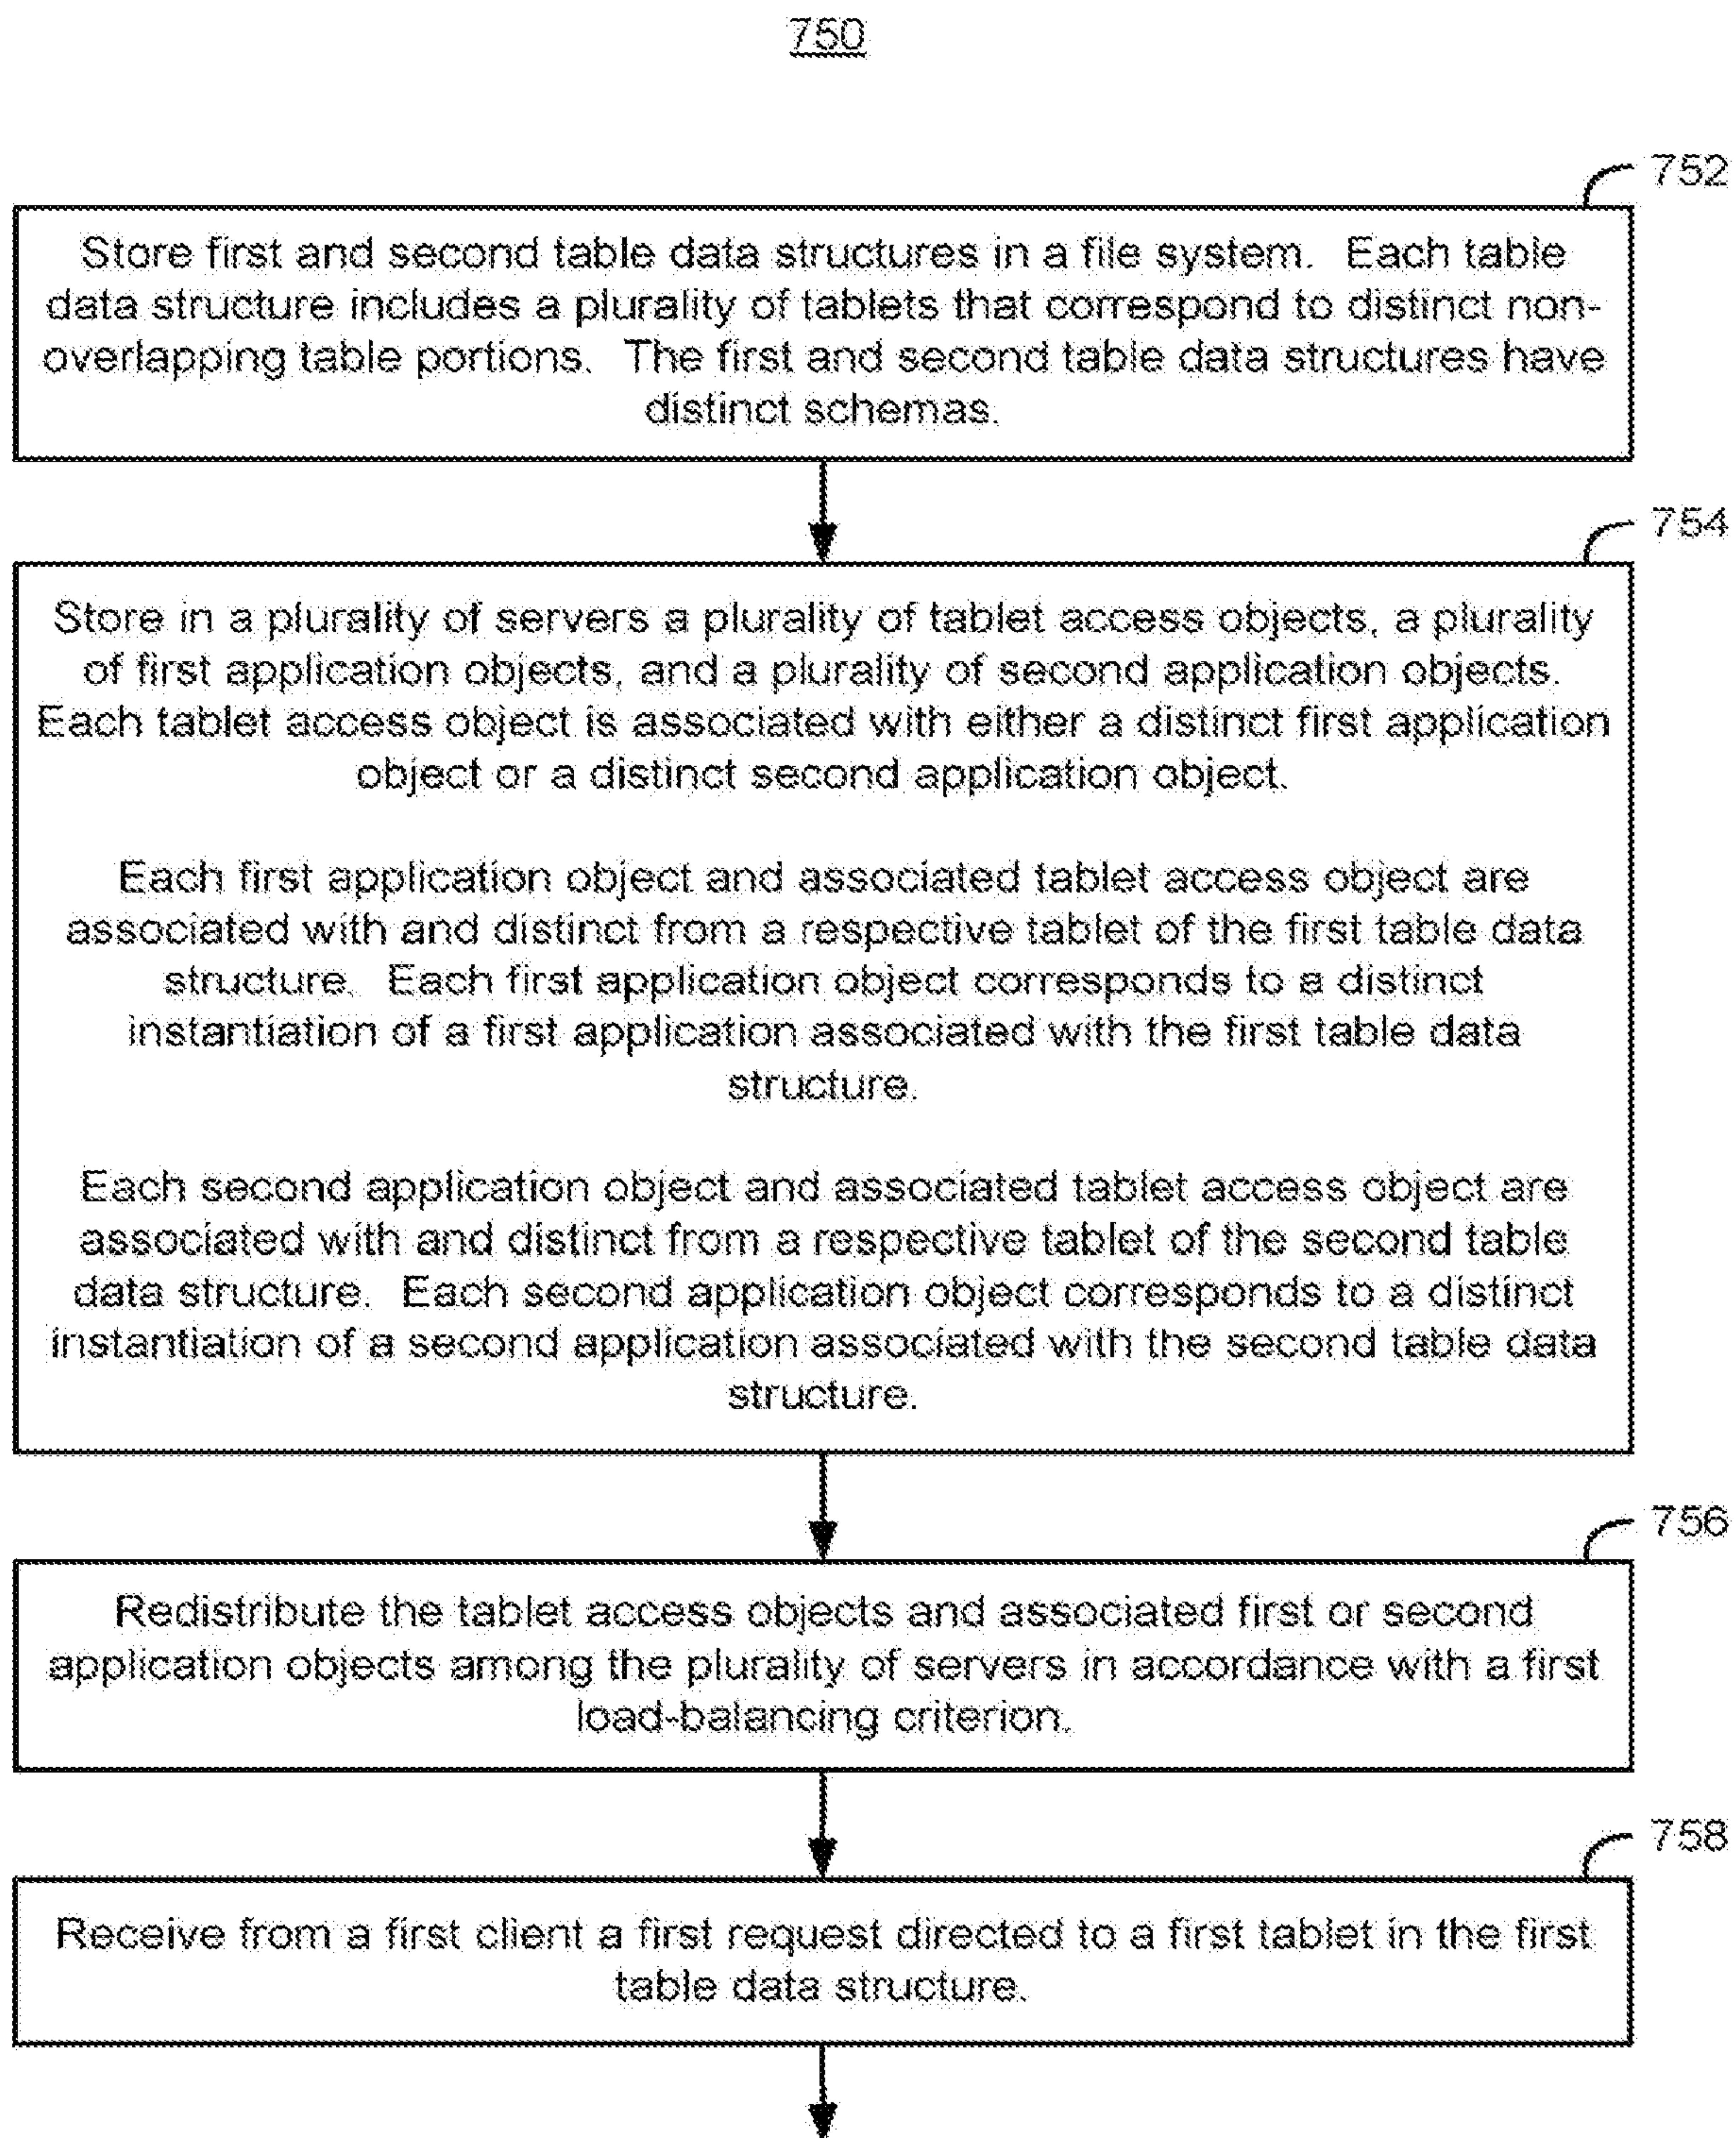 750
752
Store first and second table data structures in a file system. Each table
data structure includes a plurality of tablets that correspond to distinct non-
overlapping table portions. The first and second table data structures have
distinct schemas.
754
Store in a plurality of servers a plurality of tablet access objects, a plurality
of first application objects, and a plurality of second application objects.
Each tablet access object is associated with either a distinct first application
object or a distinct second application object.
Each first application object and associated tablet access object are
associated with and distinct from a respective tablet of the first table data
structure. Each first application object corresponds to a distinct
instantiation of a first application associated with the first table data
structure.
Each second application object and associated tablet access object are
associated with and distinct from a respective tablet of the second table
data structure. Each second application object corresponds to a distinct
instantiation of a second application associated with the second table data
structure.
756
Redistribute the tablet access objects and associated first or second
application objects among the plurality of servers in accordance with a first
load-balancing criterion.
758
Receive from a first client a first request directed to a first tablet in the first
table data structure.